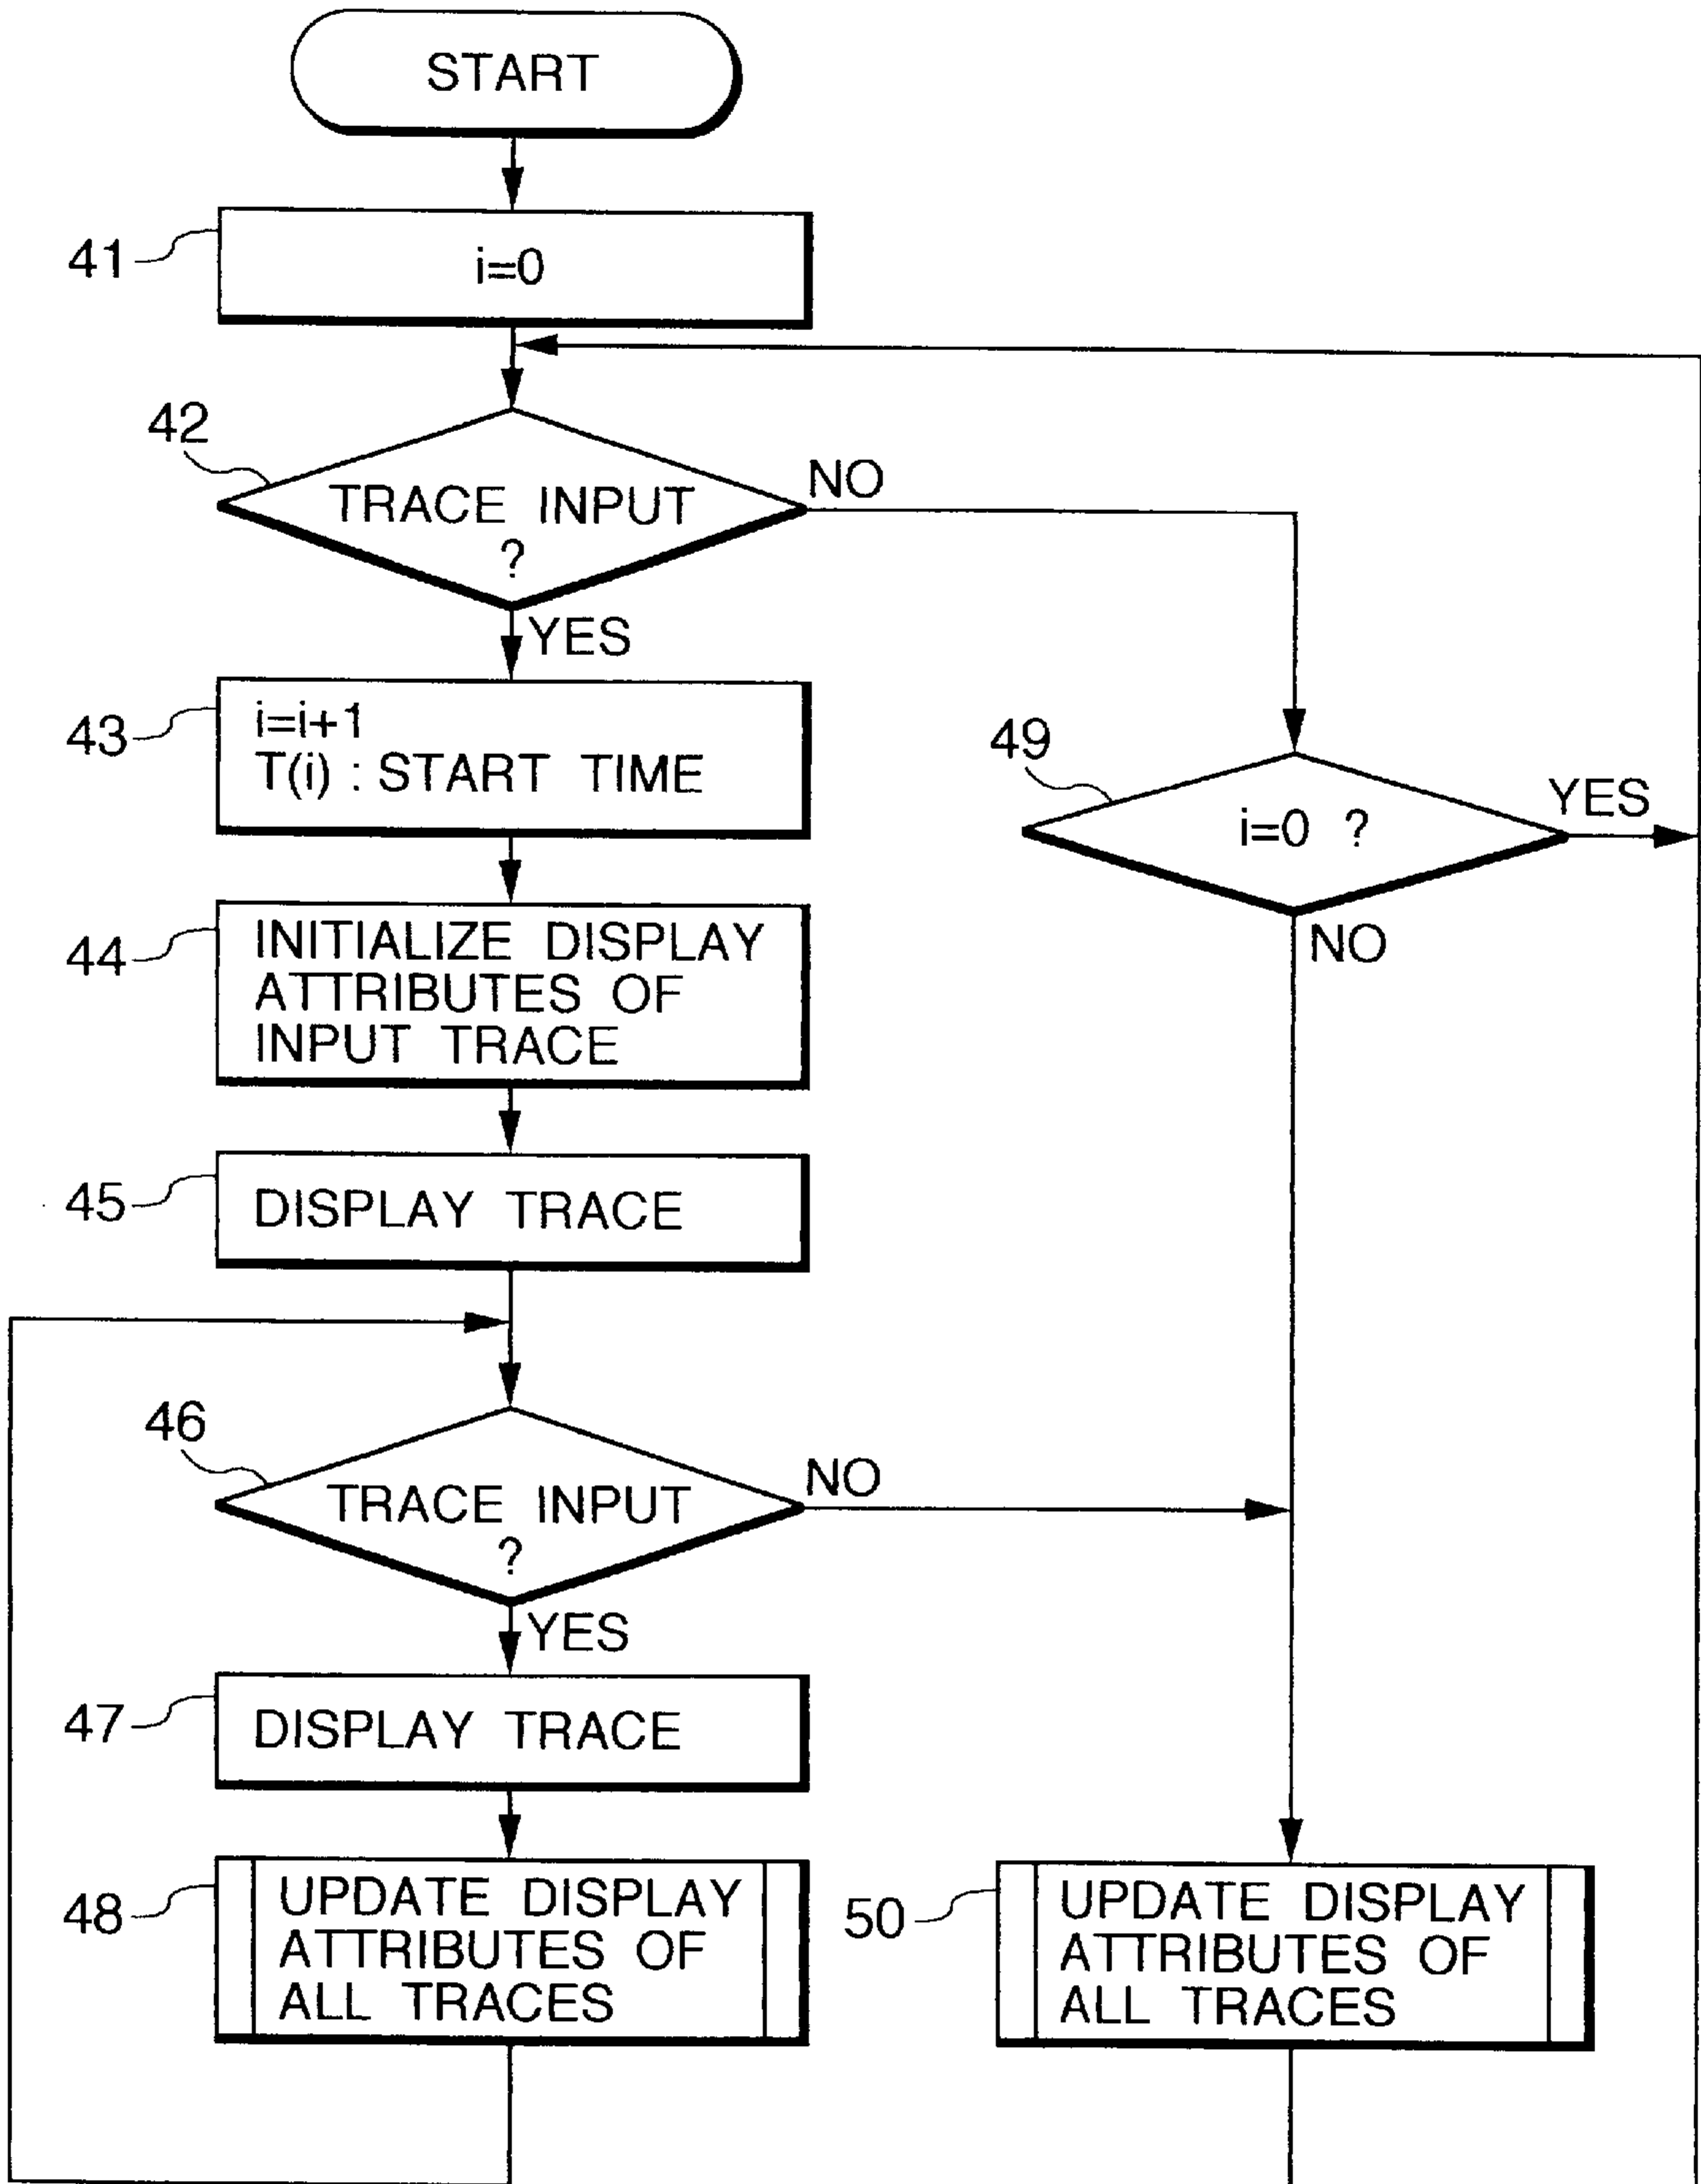 START
41
i=0
42
TRACE INPUT
?
NO
YES
43
i=i+1
T(i) : START TIME
49
i=0 ?
YES
NO
44
INITIALIZE DISPLAY
ATTRIBUTES OF
INPUT TRACE
45
DISPLAY TRACE
46
TRACE INPUT
?
NO
YES
47
DISPLAY TRACE
48
UPDATE DISPLAY
ATTRIBUTES OF
ALL TRACES
50
UPDATE DISPLAY
ATTRIBUTES OF
ALL TRACES